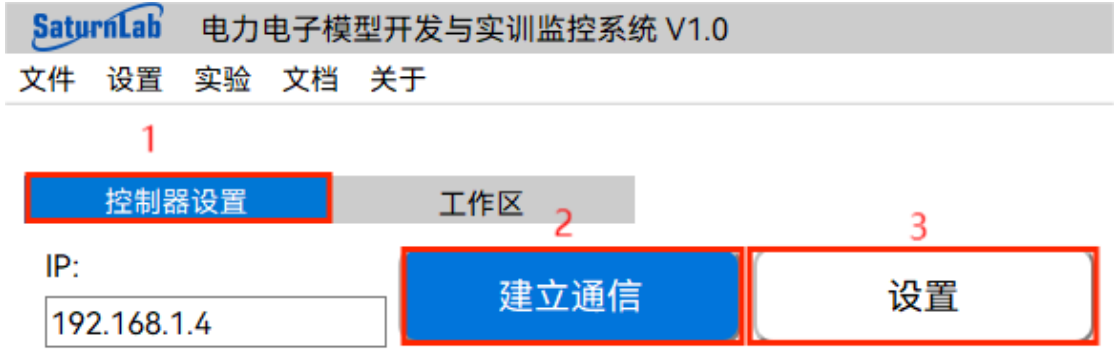 SaturnLab 电力电子模型开发与实训监控系统 V1.0
文件 设置 实验 文档 关于
1
控制器设置 工作区
2 3
IP:
建立通信 设置
192.168.1.4